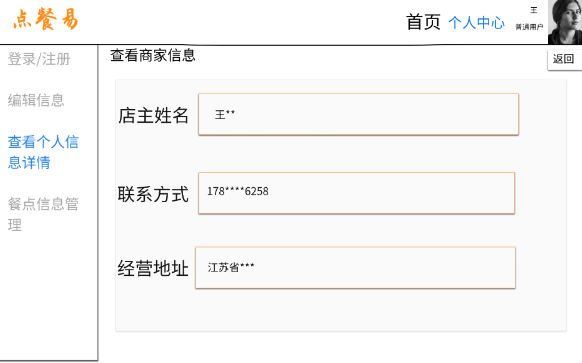 点餐易
首页 个人中心
王
普通用户
返回
登录/注册
编辑信息
查看个人信
息详情
餐点信息管
理
查看商家信息
店主姓名 王**
联系方式 178****6258
经营地址 江苏省***